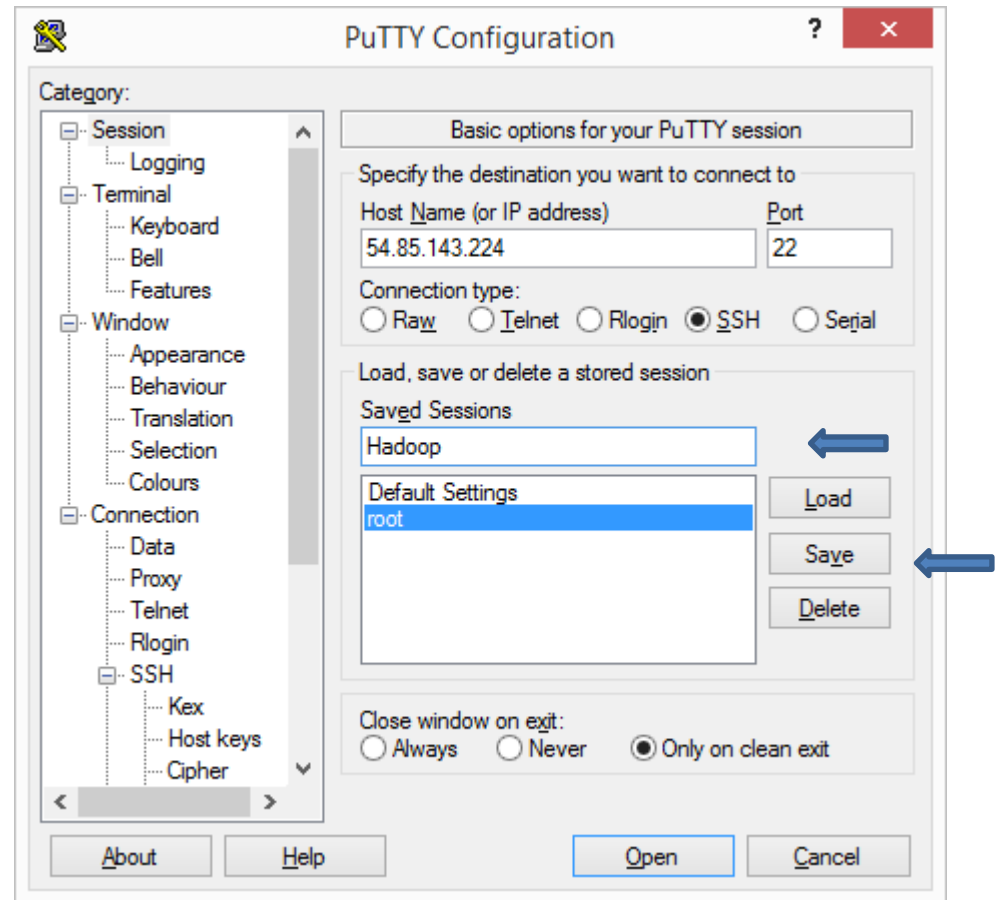 PuTTY Configuration
?
Category:
Session
Logging
Terminal
Keyboard
Bell
Features
Window
Appearance
Behaviour
Translation
Selection
Colours
Connection
Data
Proxy
Telnet
Rlogin
SSH
Kex
Host keys
Cipher
Basic options for your PuTTY session
Specify the destination you want to connect to
Host Name (or IP address) Port
54.85.143.224 22
Connection type:
Raw Telnet Rlogin SSH Serial
Load, save or delete a stored session
Saved Sessions
Hadoop
Default Settings
root
Load
Save
Delete
Close window on exit:
Always Never Only on clean exit
About Help Open Cancel